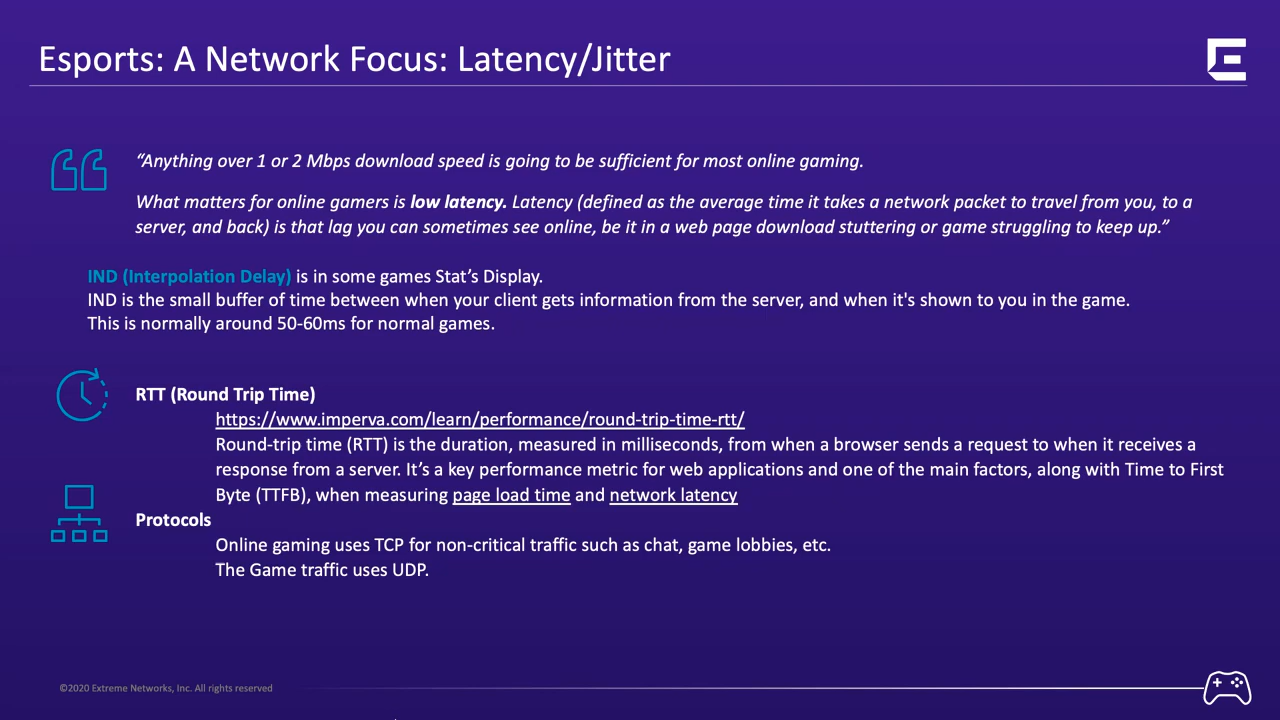 Esports: A Network Focus: Latency/Jitter
“Anything over 1 or 2 Mbps download speed is going to be sufficient for most online gaming.
What matters for online gamers is low latency. Latency (defined as the average time it takes a network packet to travel from you, to a
server, and back) is that lag you can sometimes see online, be it in a web page download stuttering or game struggling to keep up.”
IND (Interpolation Delay) is in some games Stat’s Display.
IND is the small buffer of time between when your client gets information from the server, and when it's shown to you in the game.
This is normally around 50-60ms for normal games.
RTT (Round Trip Time)
https://www.imperva.com/learn/performance/round-trip-time-rtt/
Round-trip time (RTT) is the duration, measured in milliseconds, from when a browser sends a request to when it receives a
response from a server. It’s a key performance metric for web applications and one of the main factors, along with Time to First
Byte (TTFB), when measuring page load time and network latency
Protocols
Online gaming uses TCP for non-critical traffic such as chat, game lobbies, etc.
The Game traffic uses UDP.
©2020 Extreme Networks, Inc. All rights reserved